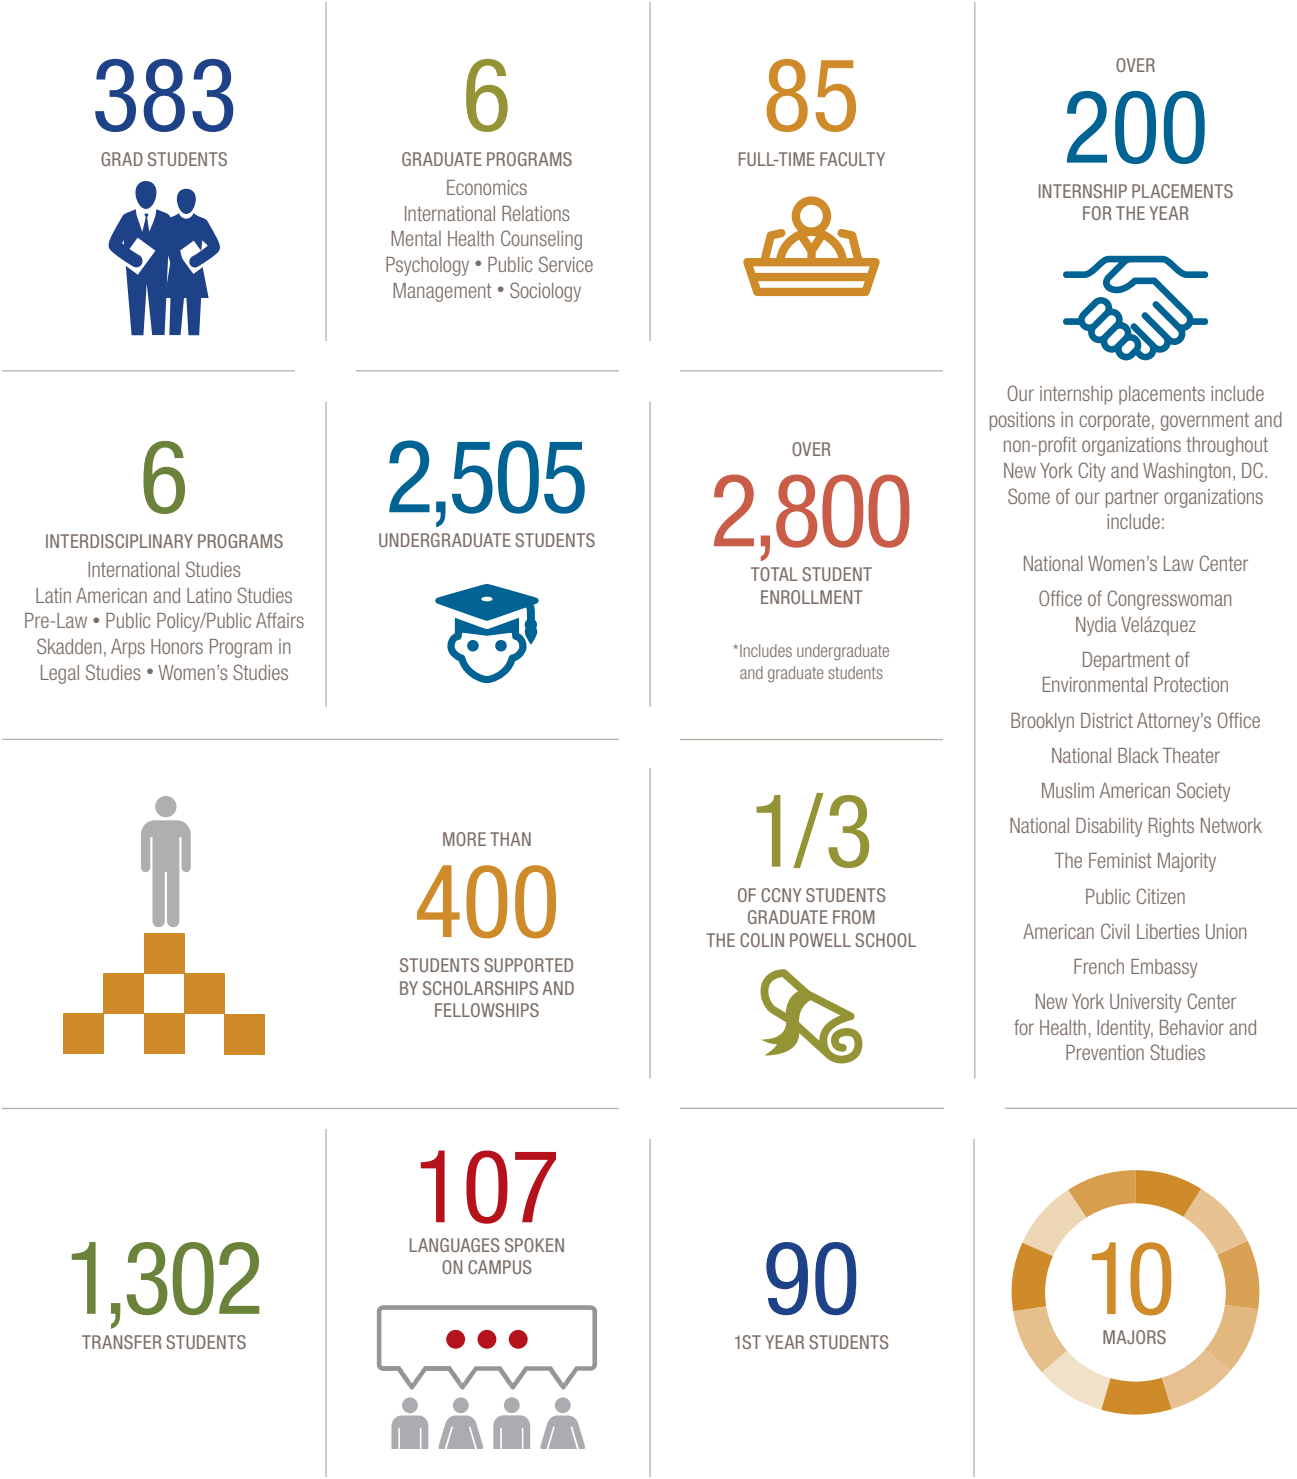 383
GRAD STUDENTS
6
GRADUATE PROGRAMS
Economics
International Relations
Mental Health Counseling
Psychology • Public Service
Management • Sociology
85
FULL-TIME FACULTY
OVER
200
INTERNSHIP PLACEMENTS
FOR THE YEAR
Our internship placements include
positions in corporate, government and
non-profit organizations throughout
New York City and Washington, DC.
Some of our partner organizations
include:
National Women’s Law Center
Office of Congresswoman
Nydia Velázquez
Department of
Environmental Protection
Brooklyn District Attorney’s Office
National Black Theater
Muslim American Society
National Disability Rights Network
The Feminist Majority
Public Citizen
American Civil Liberties Union
French Embassy
New York University Center
for Health, Identity, Behavior and
Prevention Studies
6
INTERDISCIPLINARY PROGRAMS
International Studies
Latin American and Latino Studies
Pre-Law • Public Policy/Public Affairs
Skadden, Arps Honors Program in
Legal Studies • Women’s Studies
2,505
UNDERGRADUATE STUDENTS
OVER
2,800
TOTAL STUDENT
ENROLLMENT
*Includes undergraduate
and graduate students
MORE THAN
400
STUDENTS SUPPORTED
BY SCHOLARSHIPS AND
FELLOWSHIPS
1/3
OF CCNY STUDENTS
GRADUATE FROM
THE COLIN POWELL SCHOOL
1,302
TRANSFER STUDENTS
107
LANGUAGES SPOKEN
ON CAMPUS
90
1ST YEAR STUDENTS
10
MAJORS